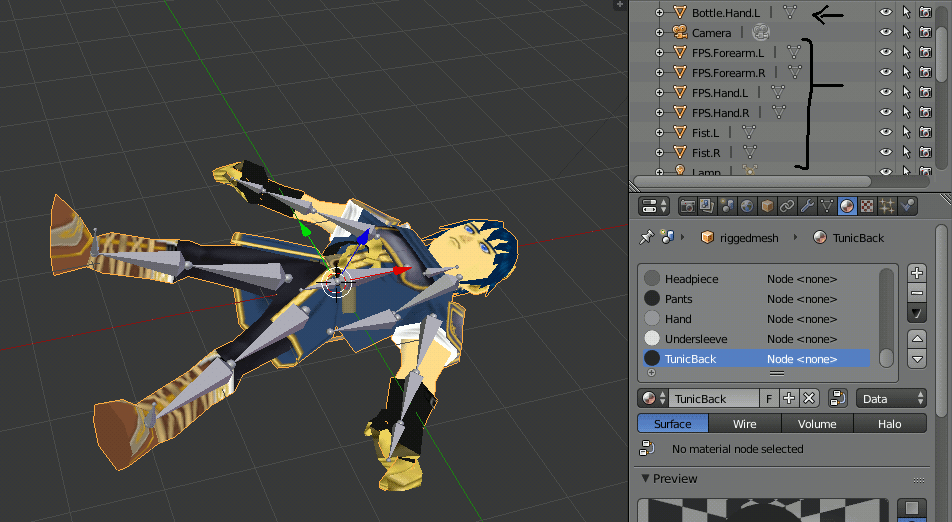 Bottle.Hand.L
Camera
FPS.Forearm.L
FPS.Forearm.R
FPS.Hand.L
FPS.Hand.R
Fist.L
Fist.R
Lamp
riggedmesh
TunicBack
Headpiece Node <none>
Pants Node <none>
Hand Node <none>
Undersleeve Node <none>
TunicBack Node <none>
TunicBack F Data
Surface Wire Volume Halo
No material node selected
Preview